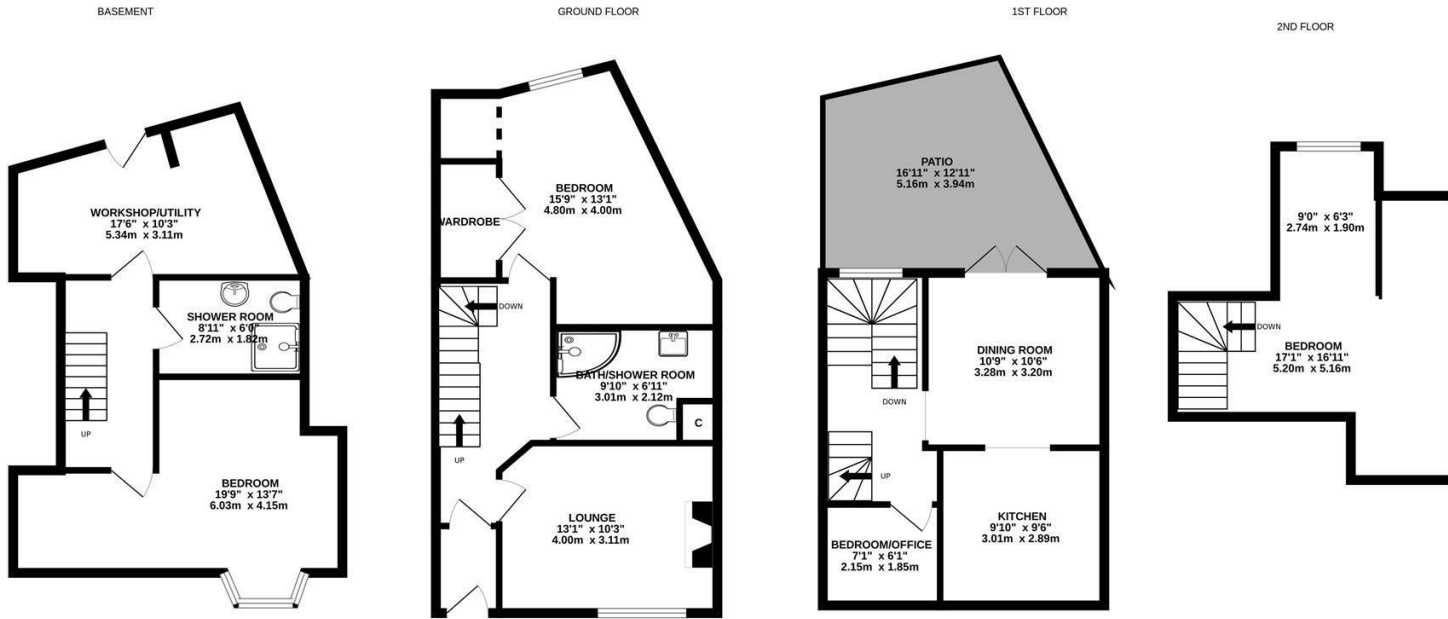 BASEMENT
WORKSHOP/UTILITY
17'6" x 10'3"
5.34m x 3.11m
SHOWER ROOM
8'11" x 6'0"
2.72m x 1.82m
UP
BEDROOM
19'9" x 13'7"
6.03m x 4.15m
GROUND FLOOR
BEDROOM
15'9" x 13'1"
4.80m x 4.00m
WARDROBE
DOWN
BATH/SHOWER ROOM
9'10" x 6'11"
3.01m x 2.12m
C
UP
LOUNGE
13'1" x 10'3"
4.00m x 3.11m
1ST FLOOR
PATIO
16'11" x 12'11"
5.16m x 3.94m
DINING ROOM
10'9" x 10'6"
3.28m x 3.20m
DOWN
UP
KITCHEN
9'10" x 9'6"
3.01m x 2.89m
BEDROOM/OFFICE
7'1" x 6'1"
2.15m x 1.85m
2ND FLOOR
9'0" x 6'3"
2.74m x 1.90m
DOWN
BEDROOM
17'1" x 16'11"
5.20m x 5.16m